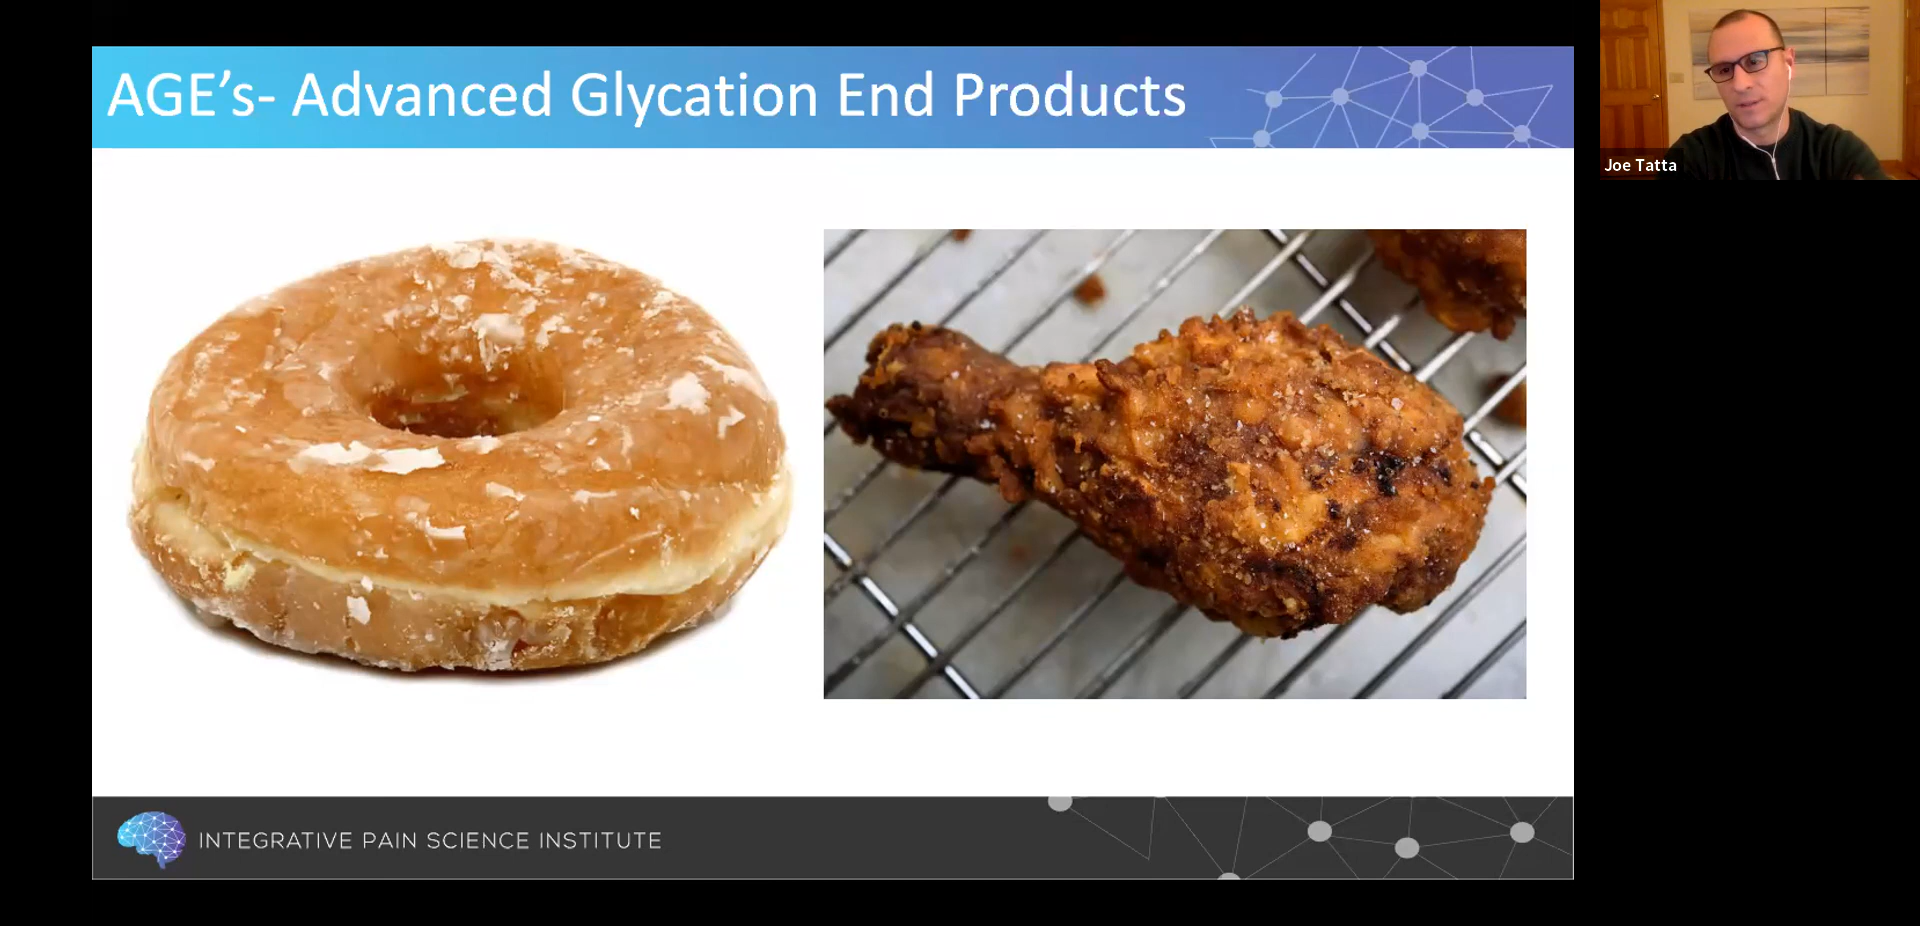 AGE’s- Advanced Glycation End Products
Joe Tatta
INTEGRATIVE PAIN SCIENCE INSTITUTE